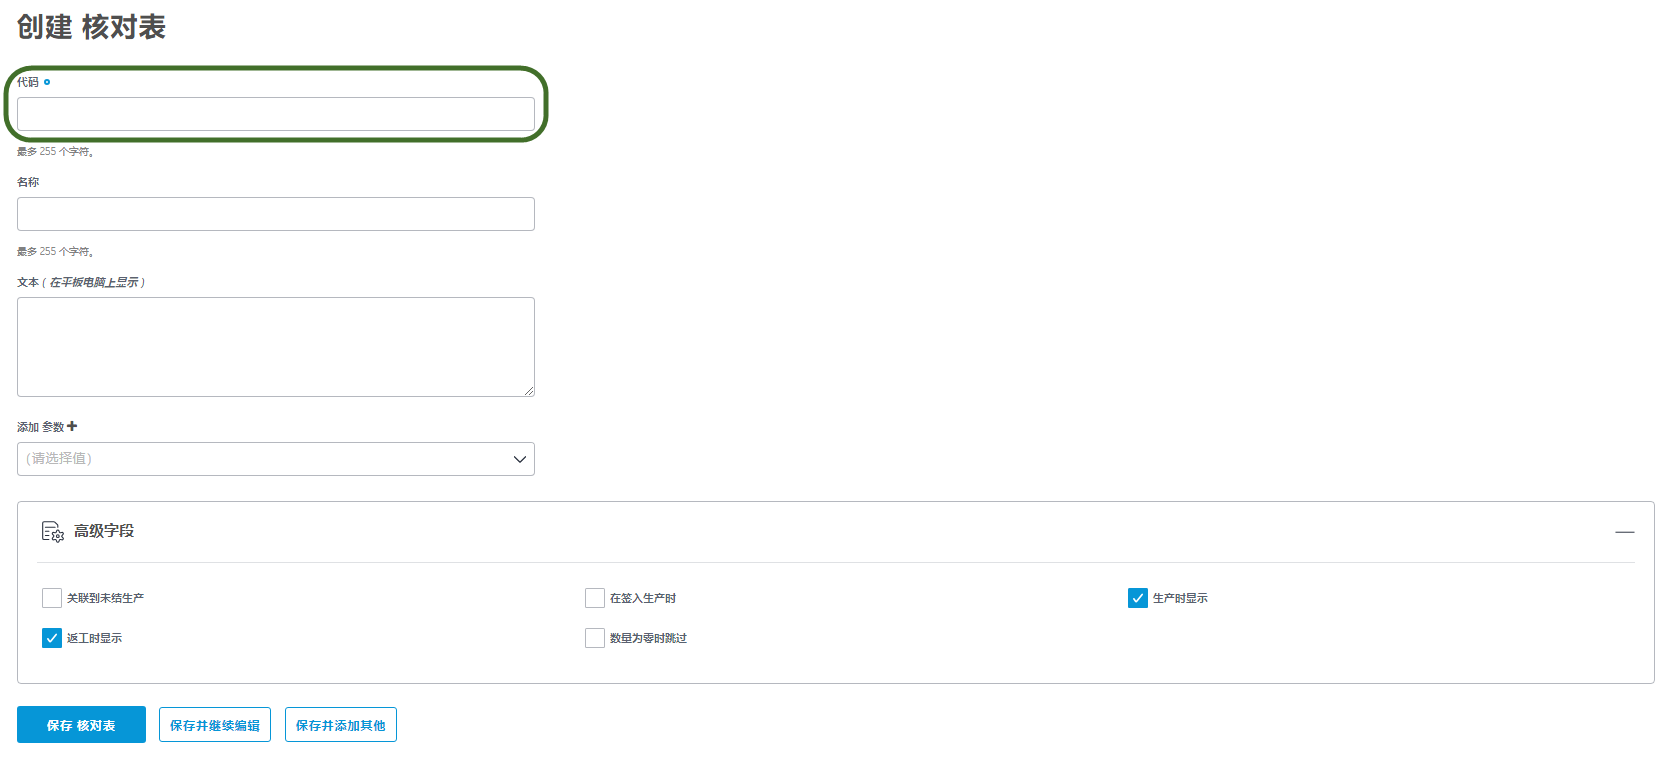 创建 核对表
代码
最多 255 个字符。
名称
最多 255 个字符。
文本 ( 在平板电脑上显示 )
添加 参数
(请选择值)
高级字段
关联到未结生产
在签入生产时
生产时显示
返工时显示
数量为零时跳过
保存 核对表
保存并继续编辑
保存并添加其他